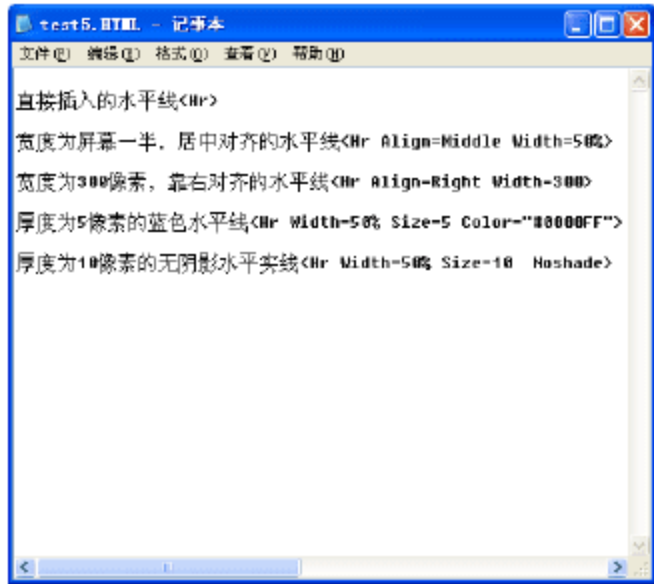 test5.HTML - 记事本
文件(F) 编辑(E) 格式(O) 查看(V) 帮助(H)
直接插入的水平线<Hr>
宽度为屏幕一半，居中对齐的水平线<Hr Align=Middle Width=50%>
宽度为300像素，靠右对齐的水平线<Hr Align=Right Width=300>
厚度为5像素的蓝色水平线<Hr Width=50% Size=5 Color="#0000FF">
厚度为10像素的无阴影水平实线<Hr Width=50% Size=10  Noshade>